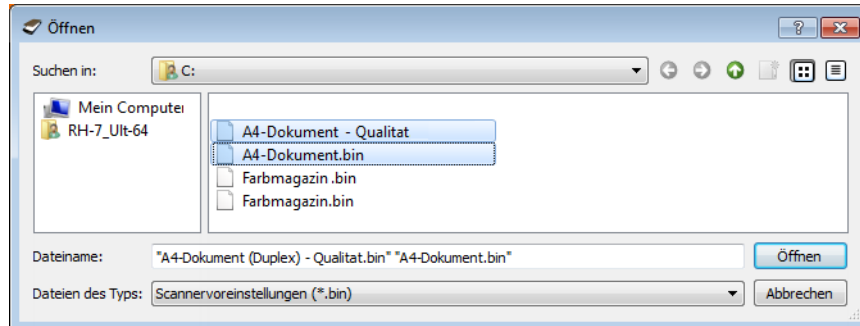 Öffnen
Suchen in: C:
Mein Computer
RH-7_Ult-64
A4-Dokument - Qualitat
A4-Dokument.bin
Farbmagazin .bin
Farbmagazin.bin
Dateiname: "A4-Dokument (Duplex) - Qualitat.bin" "A4-Dokument.bin" Öffnen
Dateien des Typs: Scannervoreinstellungen (*.bin) Abbrechen